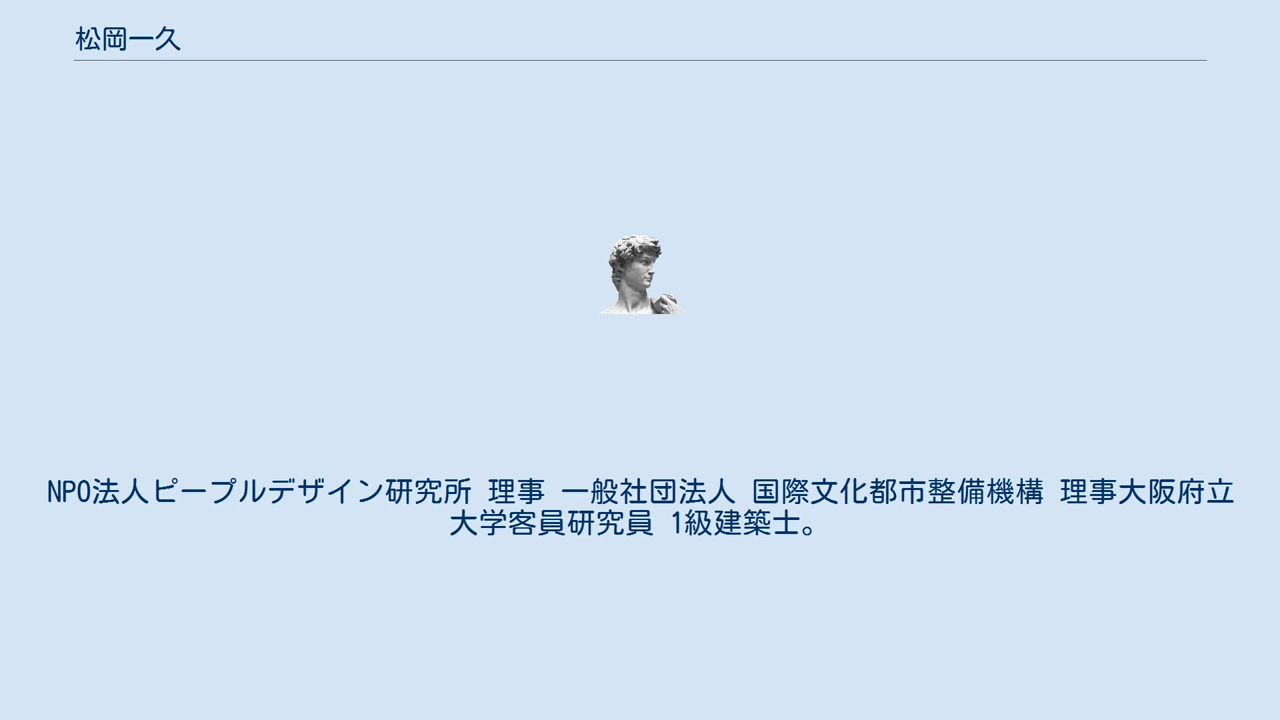 松岡一久
NPO法人ピープルデザイン研究所 理事 一般社団法人 国際文化都市整備機構 理事大阪府立
大学客員研究員 1級建築士。